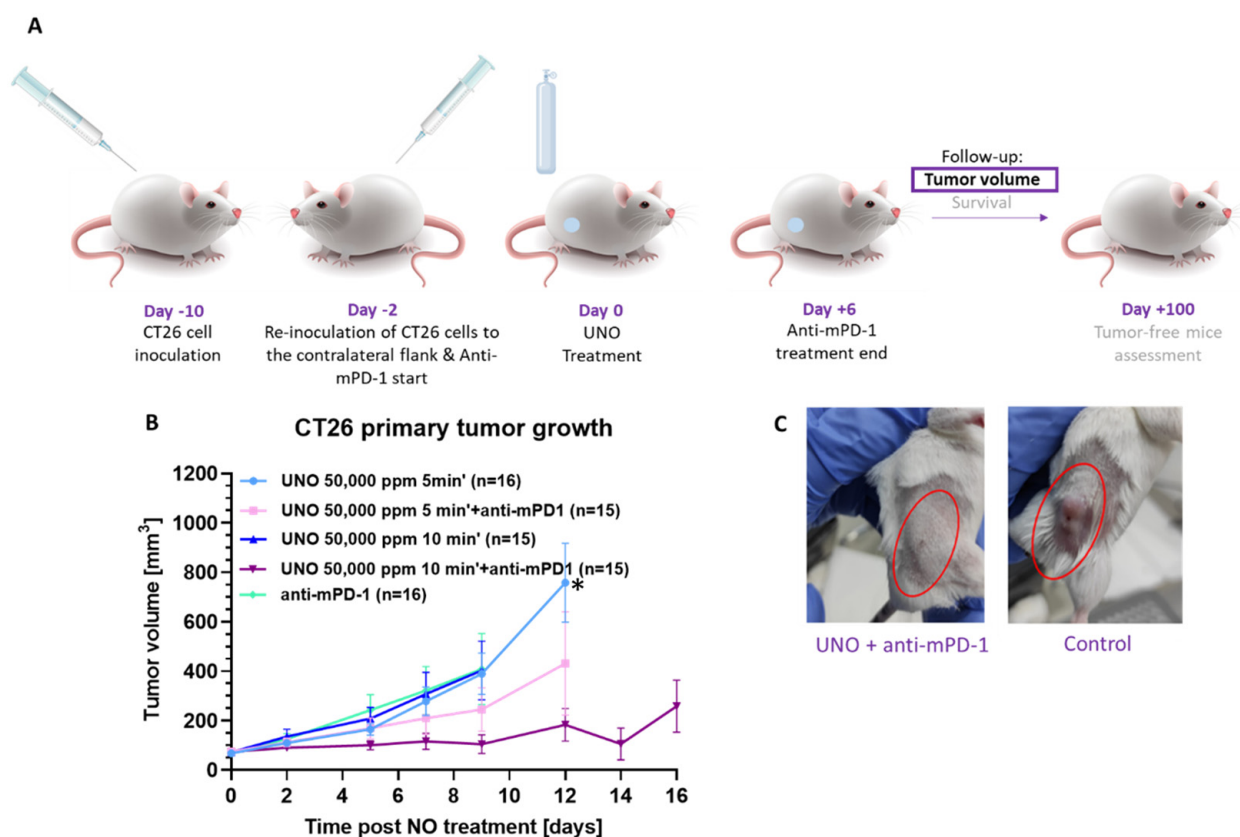 A
Follow-up:
Tumor volume
Survival
Day -10
CT26 cell
inoculation
Day -2
Re-inoculation of CT26 cells to
the contralateral flank & Anti-
mPD-1 start
Day 0
UNO
Treatment
Day +6
Anti-mPD-1
treatment end
Day +100
Tumor-free mice
assessment
B
CT26 primary tumor growth
UNO 50,000 ppm 5min' (n=16)
UNO 50,000 ppm 5 min'+anti-mPD1 (n=15)
UNO 50,000 ppm 10 min' (n=15)
UNO 50,000 ppm 10 min'+anti-mPD1 (n=15)
anti-mPD-1 (n=16)
*
Tumor volume [mm³]
1200
1000
800
600
400
200
0
0 2 4 6 8 10 12 14 16
Time post NO treatment [days]
C
UNO + anti-mPD-1
Control